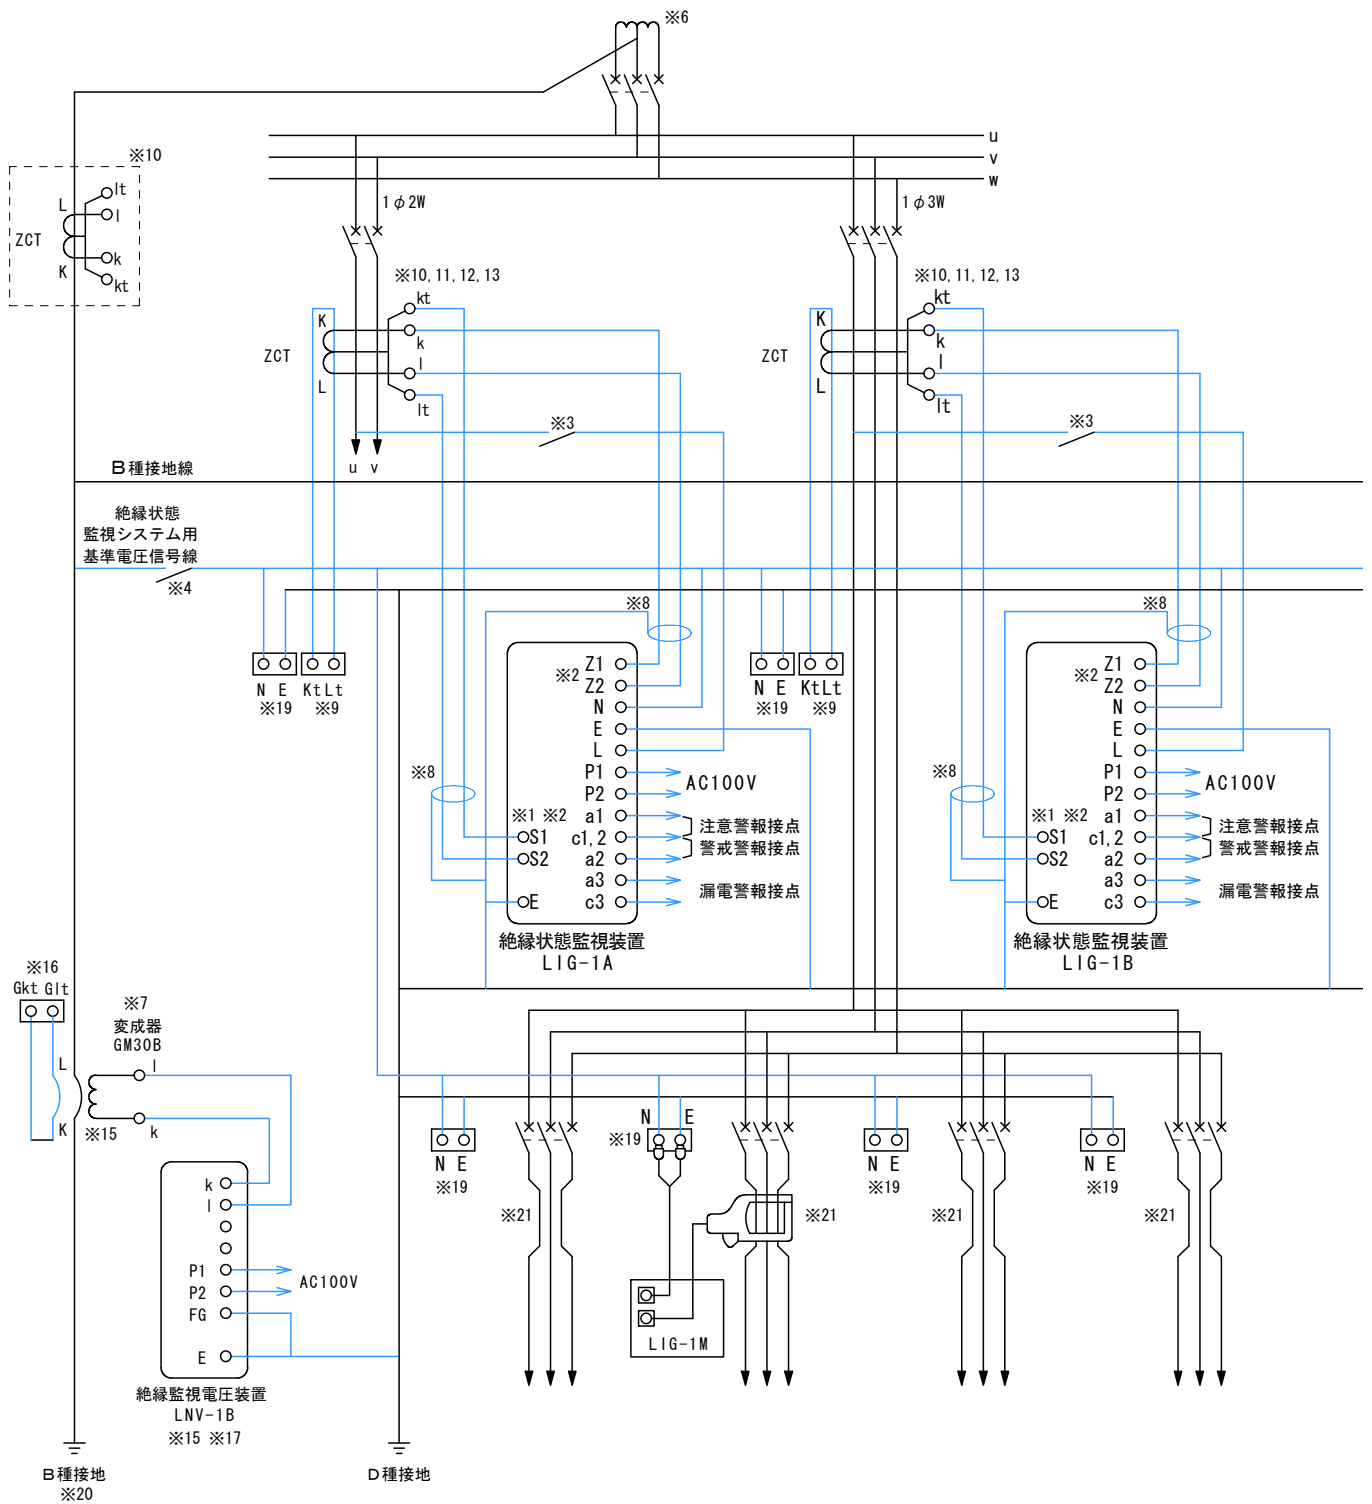 ※6
u
v
w
※10
lt
L
l
ZCT
k
K
kt
1φ2W
1φ3W
※10, 11, 12, 13
kt
K
k
ZCT
l
L
lt
※3
u v
※10, 11, 12, 13
kt
K
k
ZCT
l
L
lt
※3
B種接地線
絶縁状態
監視システム用
基準電圧信号線
※4
※8
※8
N E
※19
KtLt
※9
※2
Z1
Z2
N
E
L
P1
P2
AC100V
※8
※1 ※2
a1
注意警報接点
S1
c1, 2
警戒警報接点
S2
a2
a3
漏電警報接点
E
c3
絶縁状態監視装置
LIG-1A
N E
※19
KtLt
※9
※2
Z1
Z2
N
E
L
P1
P2
AC100V
※8
※1 ※2
a1
注意警報接点
S1
c1, 2
警戒警報接点
S2
a2
a3
漏電警報接点
E
c3
絶縁状態監視装置
LIG-1B
※16
Gkt Glt
※7
変成器
GM30B
L
l
K
※15
k
k
l
P1
P2
AC100V
FG
E
絶縁監視電圧装置
LNV-1B
※15 ※17
B種接地
※20
D種接地
N E
※19
※21
N E
※19
※21
LIG-1M
N E
※19
※21
N E
※19
※21